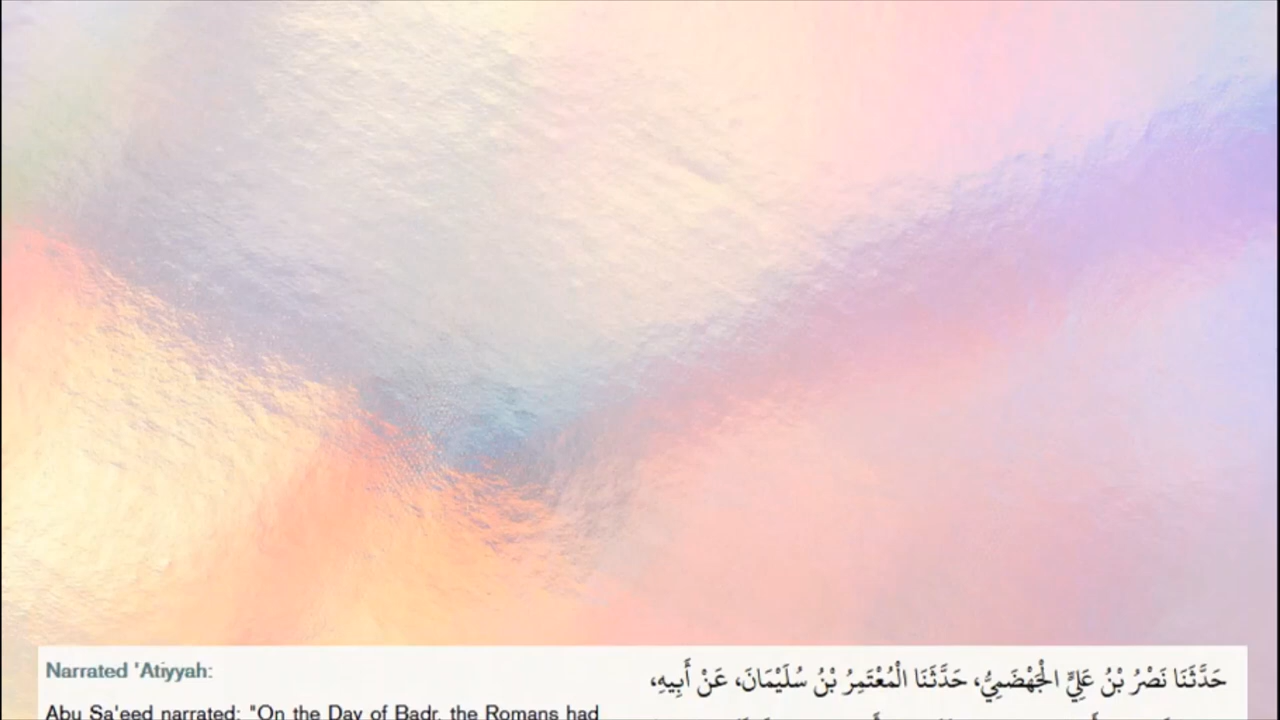 Narrated 'Atiyyah:
حَدَّثَنَا نَصْرُ بْنُ عَلِيٍّ الْجَهْضَمِيُّ، حَدَّثَنَا الْمُعْتَمِرُ بْنُ سُلَيْمَانَ، عَنْ أَبِيهِ،
Abu Sa'eed narrated: "On the Day of Badr, the Romans had